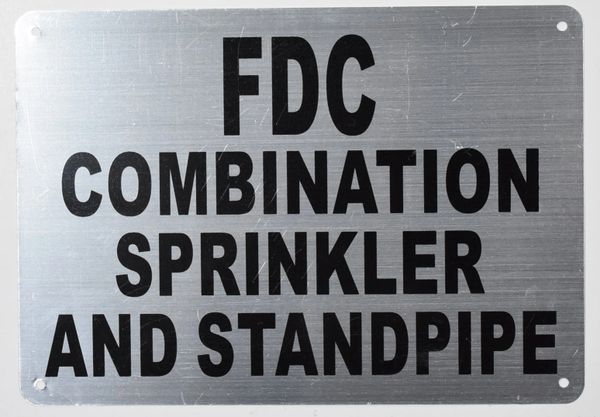 FDC
COMBINATION
SPRINKLER
AND STANDPIPE